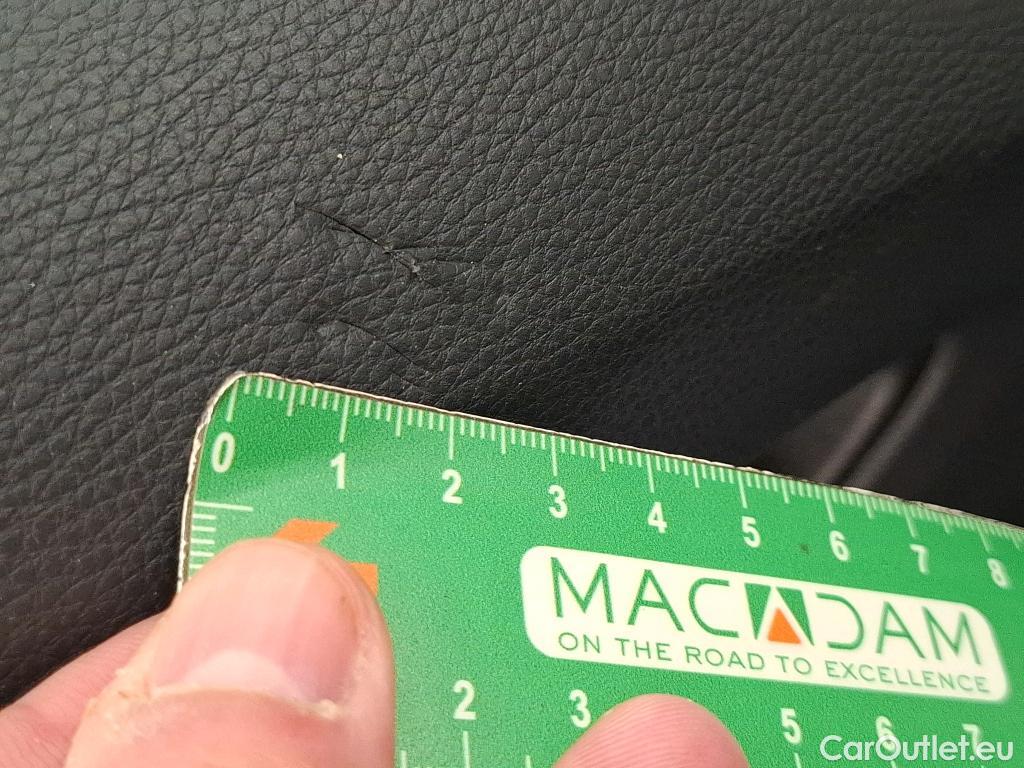 0 1 2 3 4 5 6 7 8
MACADAM
ON THE ROAD TO EXCELLENCE
2 3 5 6 7
CarOutlet.eu